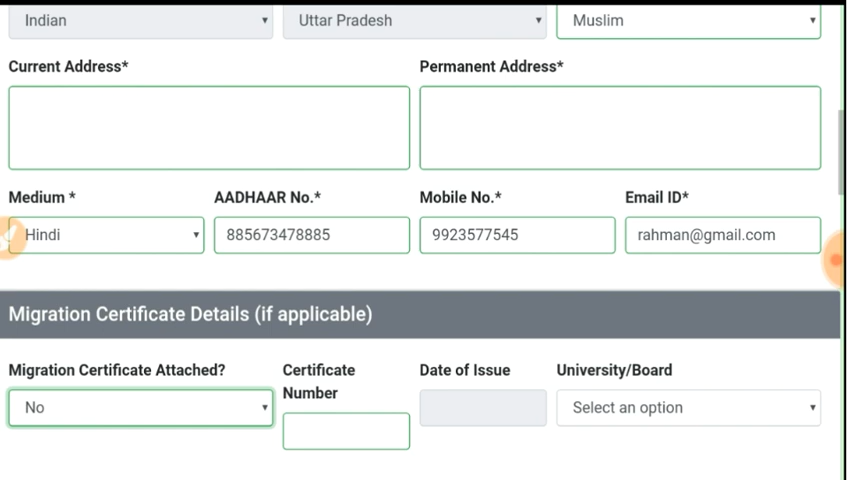 Indian Uttar Pradesh Muslim
Current Address* Permanent Address*
Medium * AADHAAR No.* Mobile No.* Email ID*
Hindi 885673478885 9923577545 rahman@gmail.com
Migration Certificate Details (if applicable)
Migration Certificate Attached? Certificate Number Date of Issue University/Board
No Select an option